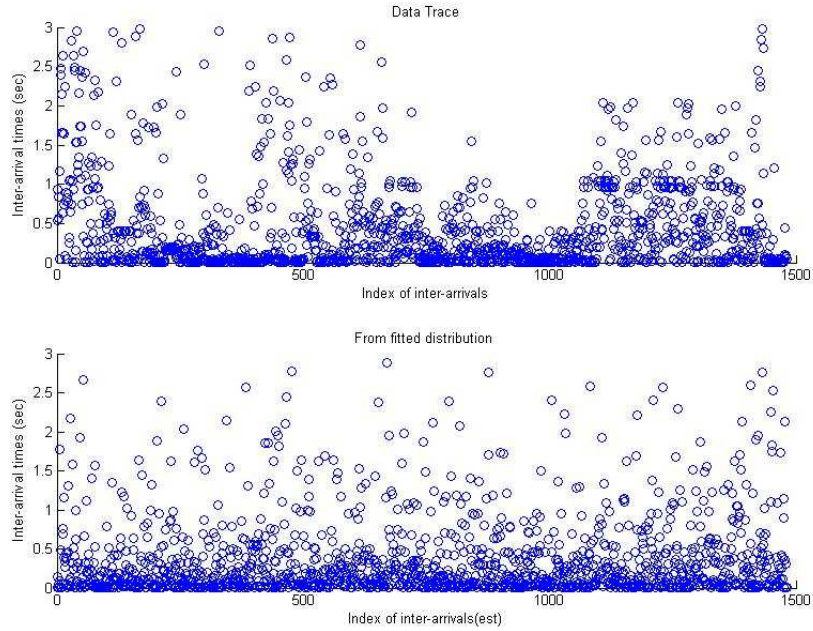 Data Trace
3
2.5
2
1.5
1
0.5
0
Inter-arrival times (sec)
0 500 1000 1500
Index of inter-arrivals
From fitted distribution
3
2.5
2
1.5
1
0.5
0
Inter-arrival times (sec)
0 500 1000 1500
Index of inter-arrivals(est)